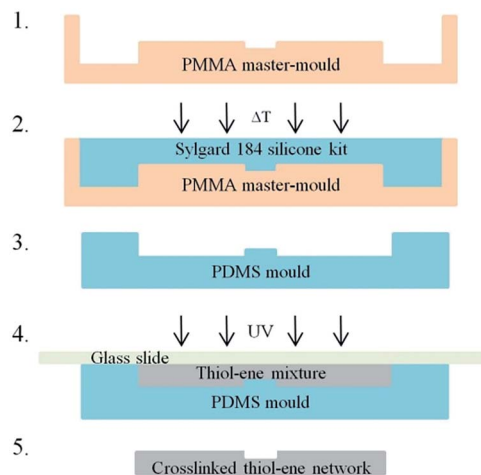 1.
PMMA master-mould
2.
ΔT
Sylgard 184 silicone kit
PMMA master-mould
3.
PDMS mould
4.
UV
Glass slide
Thiol-ene mixture
PDMS mould
5.
Crosslinked thiol-ene network